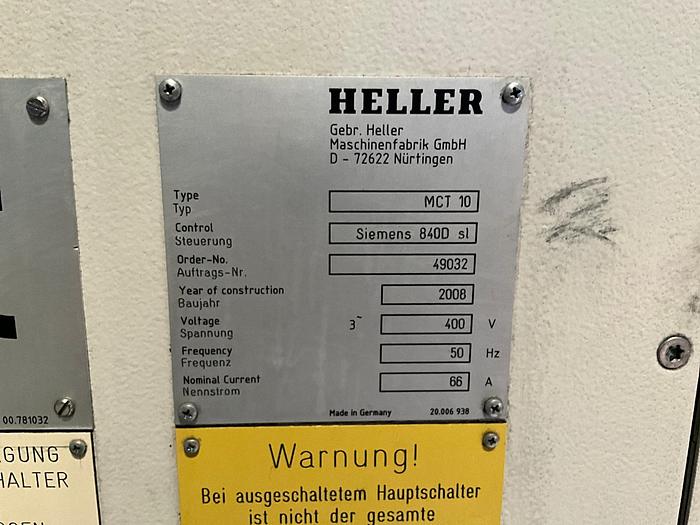 HELLER
Gebr. Heller
Maschinenfabrik GmbH
D - 72622 Nürtingen
Type
Typ
MCT 10
Control
Steuerung
Siemens 840D sl
Order-No.
Auftrags-Nr.
49032
Year of construction
Baujahr
2008
Voltage
Spannung
3~ 400 V
Frequency
Frequenz
50 Hz
Nominal Current
Nennstrom
66 A
Made in Germany 20.006 938
Warnung!
Bei ausgeschaltetem Hauptschalter
ist nicht der gesamte
00.781032
GUNG
HALTER